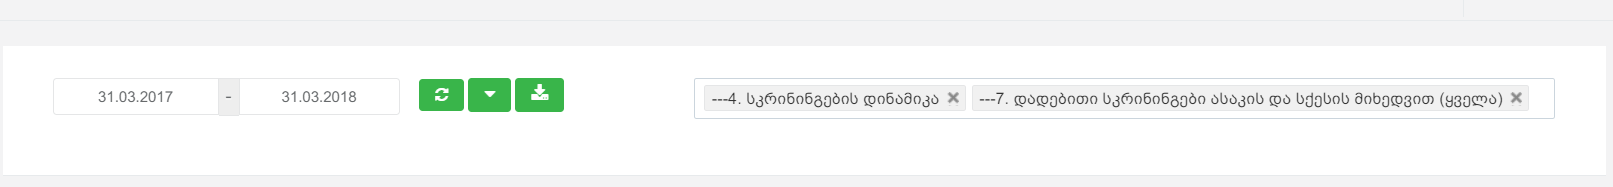 31.03.2017 - 31.03.2018 ---4. სკრინინგების დინამიკა ---7. დადებითი სკრინინგები ასაკის და სქესის მიხედვით (ყველა)